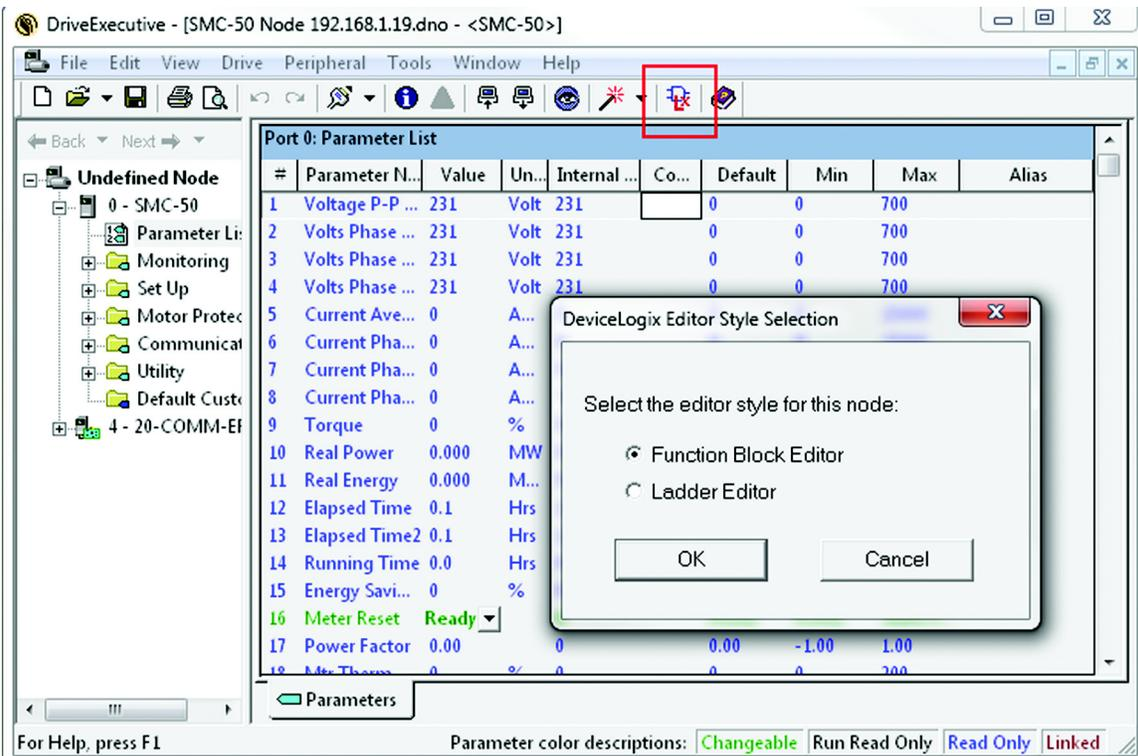 DriveExecutive - [SMC-50 Node 192.168.1.19.dno - <SMC-50>]
File Edit View Drive Peripheral Tools Window Help
Back Next
Undefined Node
0 - SMC-50
Parameter Li
Monitoring
Set Up
Motor Protec
Communicat
Utility
Default Custo
4 - 20-COMM-E
Port 0: Parameter List
# Parameter N... Value Un... Internal ... Co... Default Min Max Alias
1 Voltage P-P ... 231 Volt 231 0 0 700
2 Volts Phase ... 231 Volt 231 0 0 700
3 Volts Phase ... 231 Volt 231 0 0 700
4 Volts Phase ... 231 Volt 231 0 0 700
5 Current Ave... 0 A...
6 Current Pha... 0 A...
7 Current Pha... 0 A...
8 Current Pha... 0 A...
9 Torque 0 %
10 Real Power 0.000 MW
11 Real Energy 0.000 M...
12 Elapsed Time 0.1 Hrs
13 Elapsed Time2 0.1 Hrs
14 Running Time 0.0 Hrs
15 Energy Savi... 0 %
16 Meter Reset Ready
17 Power Factor 0.00 0 0.00 -1.00 1.00
18 Mtr Therm 0 % 0 0 0 200
DeviceLogix Editor Style Selection
Select the editor style for this node:
Function Block Editor
Ladder Editor
OK Cancel
Parameters
For Help, press F1 Parameter color descriptions: Changeable Run Read Only Read Only Linked